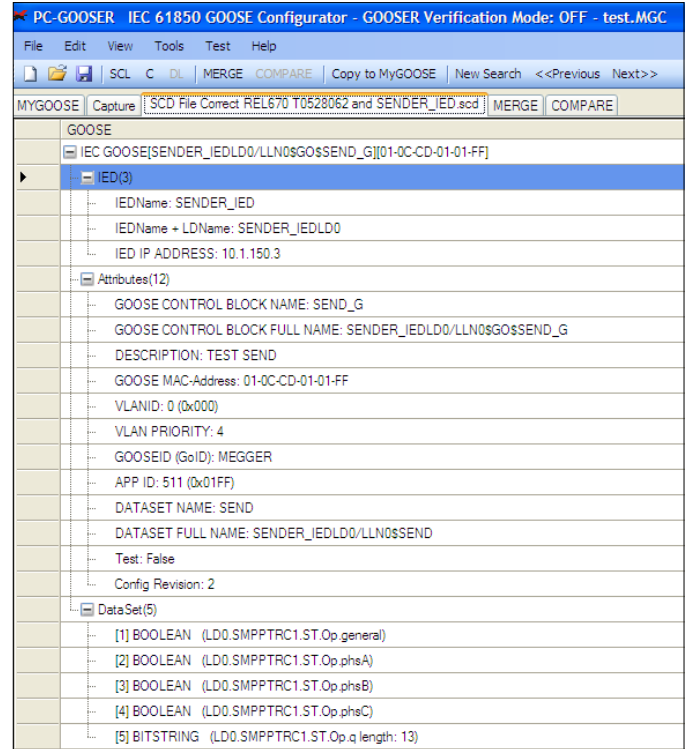 PC-GOOSER IEC 61850 GOOSE Configurator - GOOSER Verification Mode: OFF - test.MGC
File Edit View Tools Test Help
SCL C DL MERGE COMPARE Copy to MyGOOSE New Search <<Previous Next>>
MYGOOSE Capture SCD File Correct REL670 T0528062 and SENDER_IED.scd MERGE COMPARE
GOOSE
IEC GOOSE[SENDER_IEDLD0/LLN0$GO$SEND_G][01-0C-CD-01-01-FF]
IED(3)
IEDName: SENDER_IED
IEDName + LDName: SENDER_IEDLD0
IED IP ADDRESS: 10.1.150.3
Attributes(12)
GOOSE CONTROL BLOCK NAME: SEND_G
GOOSE CONTROL BLOCK FULL NAME: SENDER_IEDLD0/LLN0$GO$SEND_G
DESCRIPTION: TEST SEND
GOOSE MAC-Address: 01-0C-CD-01-01-FF
VLANID: 0 (0x000)
VLAN PRIORITY: 4
GOOSEID (GoID): MEGGER
APP ID: 511 (0x01FF)
DATASET NAME: SEND
DATASET FULL NAME: SENDER_IEDLD0/LLN0$SEND
Test: False
Config Revision: 2
DataSet(5)
[1] BOOLEAN (LD0.SMPPTRC1.ST.Op.general)
[2] BOOLEAN (LD0.SMPPTRC1.ST.Op.phsA)
[3] BOOLEAN (LD0.SMPPTRC1.ST.Op.phsB)
[4] BOOLEAN (LD0.SMPPTRC1.ST.Op.phsC)
[5] BITSTRING (LD0.SMPPTRC1.ST.Op.q length: 13)